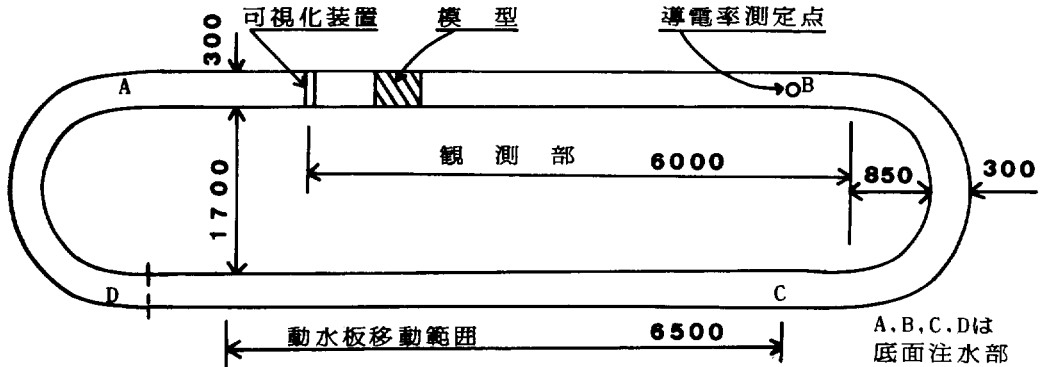 可視化装置
模型
導電率測定点
300
A
B
観測部
6000
850
300
1700
D
C
動水板移動範囲
6500
A,B,C.Dは
底面注水部